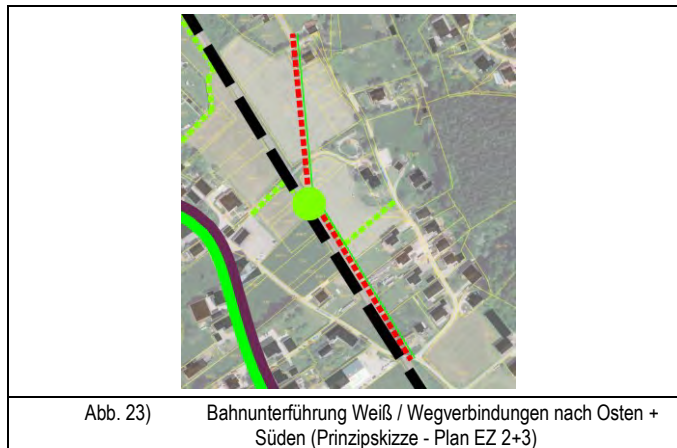 Abb. 23) Bahnunterführung Weiß / Wegverbindungen nach Osten +
Süden (Prinzipskizze - Plan EZ 2+3)